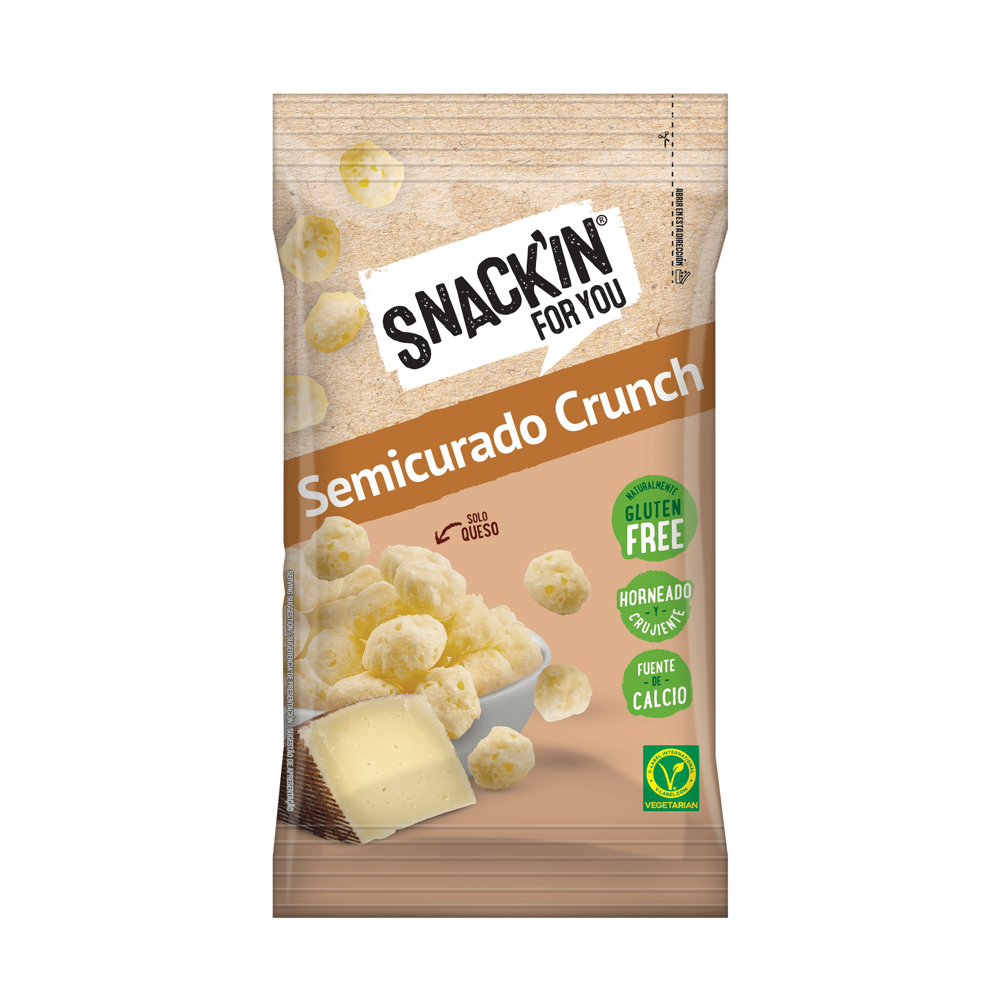 ABRIR EN ESTA DIRECCIÓN
SNACK'IN®
FOR YOU
Semicurado Crunch
SOLO
QUESO
NATURALMENTE
GLUTEN
FREE
HORNEADO
- Y -
CRUJIENTE
FUENTE
- DE -
CALCIO
V-LABEL INTERNATIONAL
V-LABEL.COM
VEGETARIAN
SERVING SUGGESTION / SUGERENCIA DE PRESENTACIÓN / SUGESTÃO DE APRESENTAÇÃO